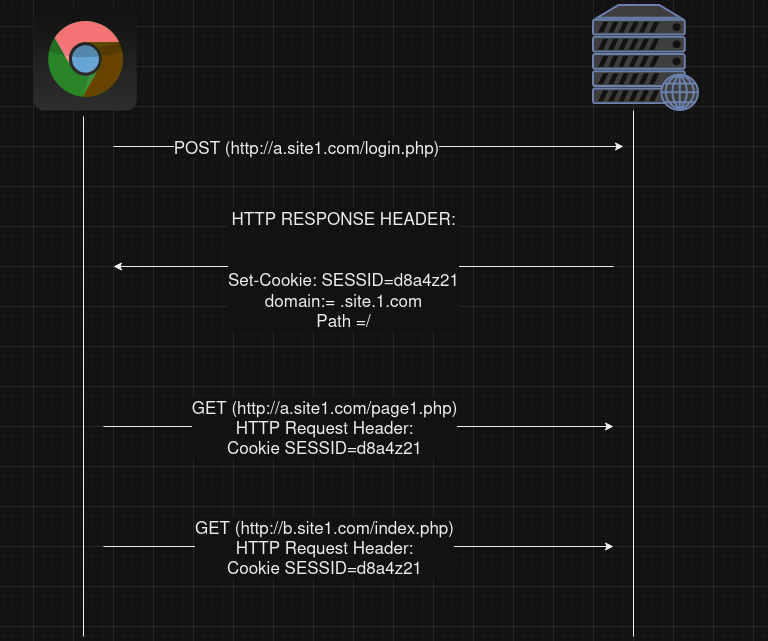 POST (http://a.site1.com/login.php)
HTTP RESPONSE HEADER:
Set-Cookie: SESSID=d8a4z21
domain:= .site.1.com
Path =/
GET (http://a.site1.com/page1.php)
HTTP Request Header:
Cookie SESSID=d8a4z21
GET (http://b.site1.com/index.php)
HTTP Request Header:
Cookie SESSID=d8a4z21